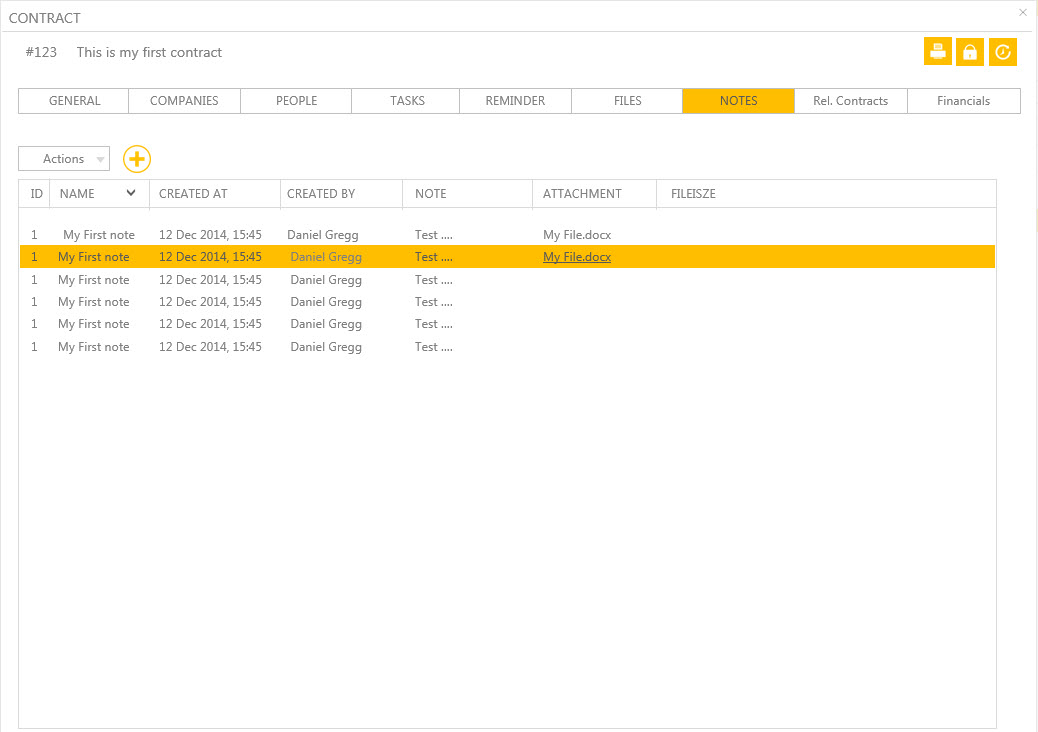 CONTRACT
#123 This is my first contract
GENERAL COMPANIES PEOPLE TASKS REMINDER FILES NOTES Rel. Contracts Financials
Actions
ID NAME CREATED AT CREATED BY NOTE ATTACHMENT FILEISZE
1 My First note 12 Dec 2014, 15:45 Daniel Gregg Test .... My File.docx
1 My First note 12 Dec 2014, 15:45 Daniel Gregg Test .... My File.docx
1 My First note 12 Dec 2014, 15:45 Daniel Gregg Test ....
1 My First note 12 Dec 2014, 15:45 Daniel Gregg Test ....
1 My First note 12 Dec 2014, 15:45 Daniel Gregg Test ....
1 My First note 12 Dec 2014, 15:45 Daniel Gregg Test ....